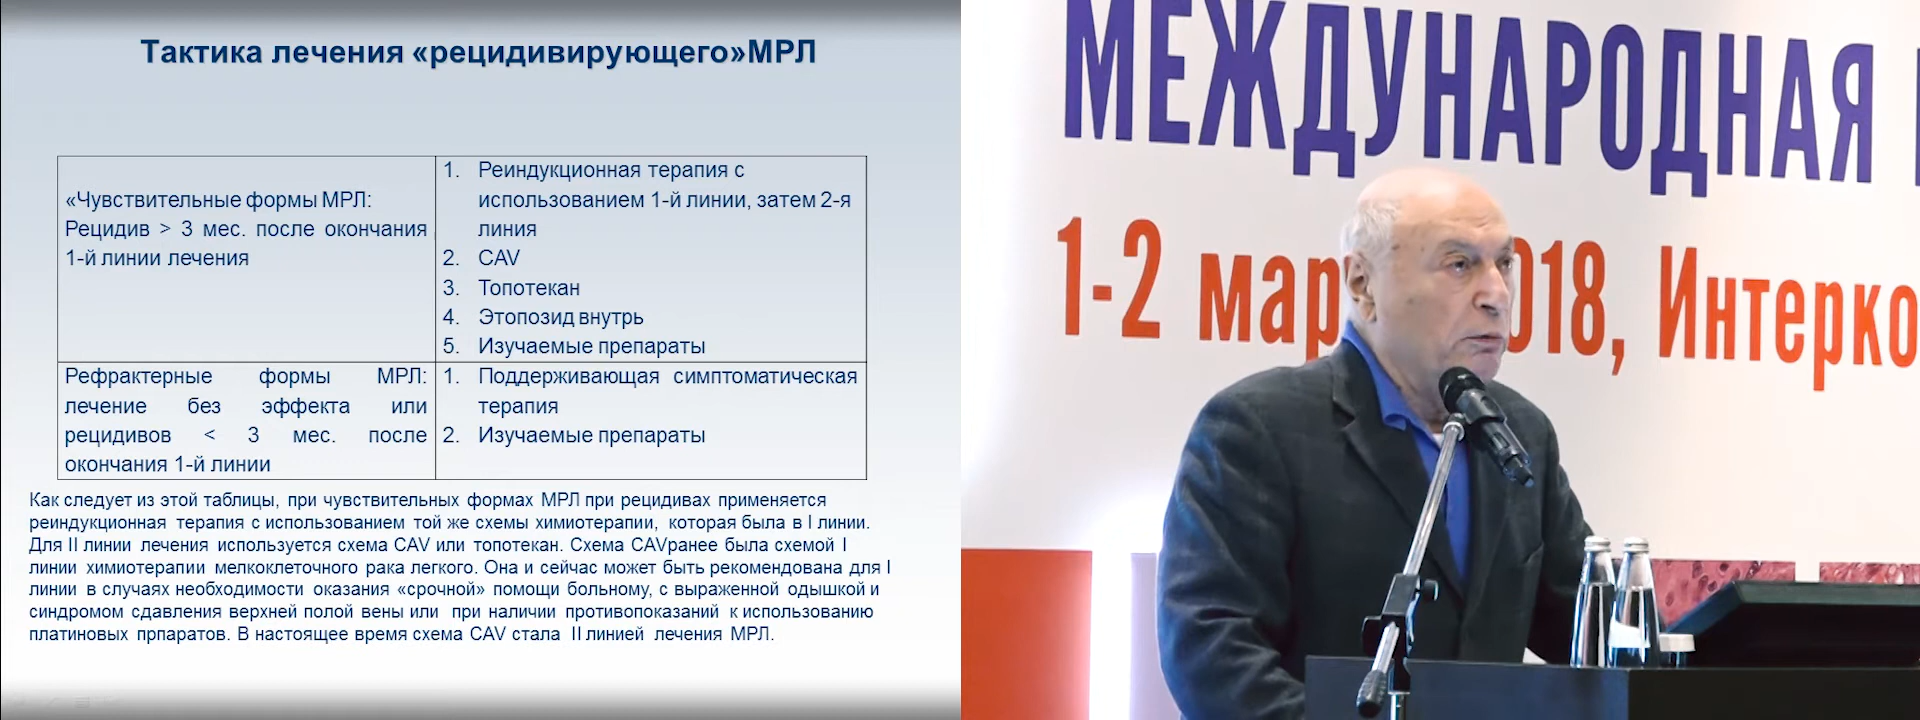 Тактика лечения «рецидивирующего»МРЛ
«Чувствительные формы МРЛ:
Рецидив > 3 мес. после окончания
1-й линии лечения
1. Реиндукционная терапия с
использованием 1-й линии, затем 2-я
линия
2. CAV
3. Топотекан
4. Этопозид внутрь
5. Изучаемые препараты
Рефрактерные формы МРЛ:
лечение без эффекта или
рецидивов < 3 мес. после
окончания 1-й линии
1. Поддерживающая симптоматическая
терапия
2. Изучаемые препараты
Как следует из этой таблицы, при чувствительных формах МРЛ при рецидивах применяется
реиндукционная терапия с использованием той же схемы химиотерапии, которая была в I линии.
Для II линии лечения используется схема CAV или топотекан. Схема CAVранее была схемой I
линии химиотерапии мелкоклеточного рака легкого. Она и сейчас может быть рекомендована для I
линии в случаях необходимости оказания «срочной» помощи больному, с выраженной одышкой и
синдромом сдавления верхней полой вены или при наличии противопоказаний к использованию
платиновых прпаратов. В настоящее время схема CAV стала II линией лечения МРЛ.
МЕЖДУНАРОДНАЯ
1-2 мар 018, Интерко